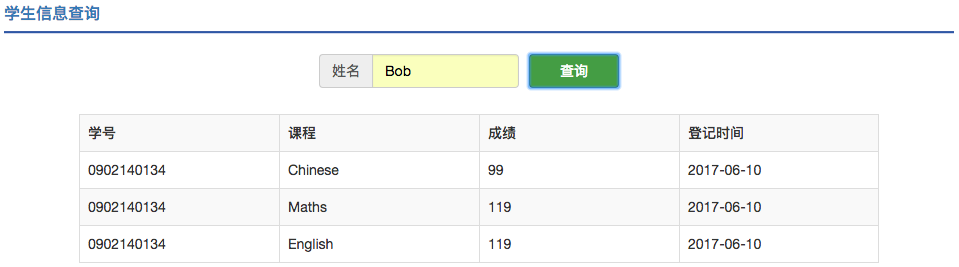 学生信息查询
姓名 Bob 查询
学号 课程 成绩 登记时间
0902140134 Chinese 99 2017-06-10
0902140134 Maths 119 2017-06-10
0902140134 English 119 2017-06-10